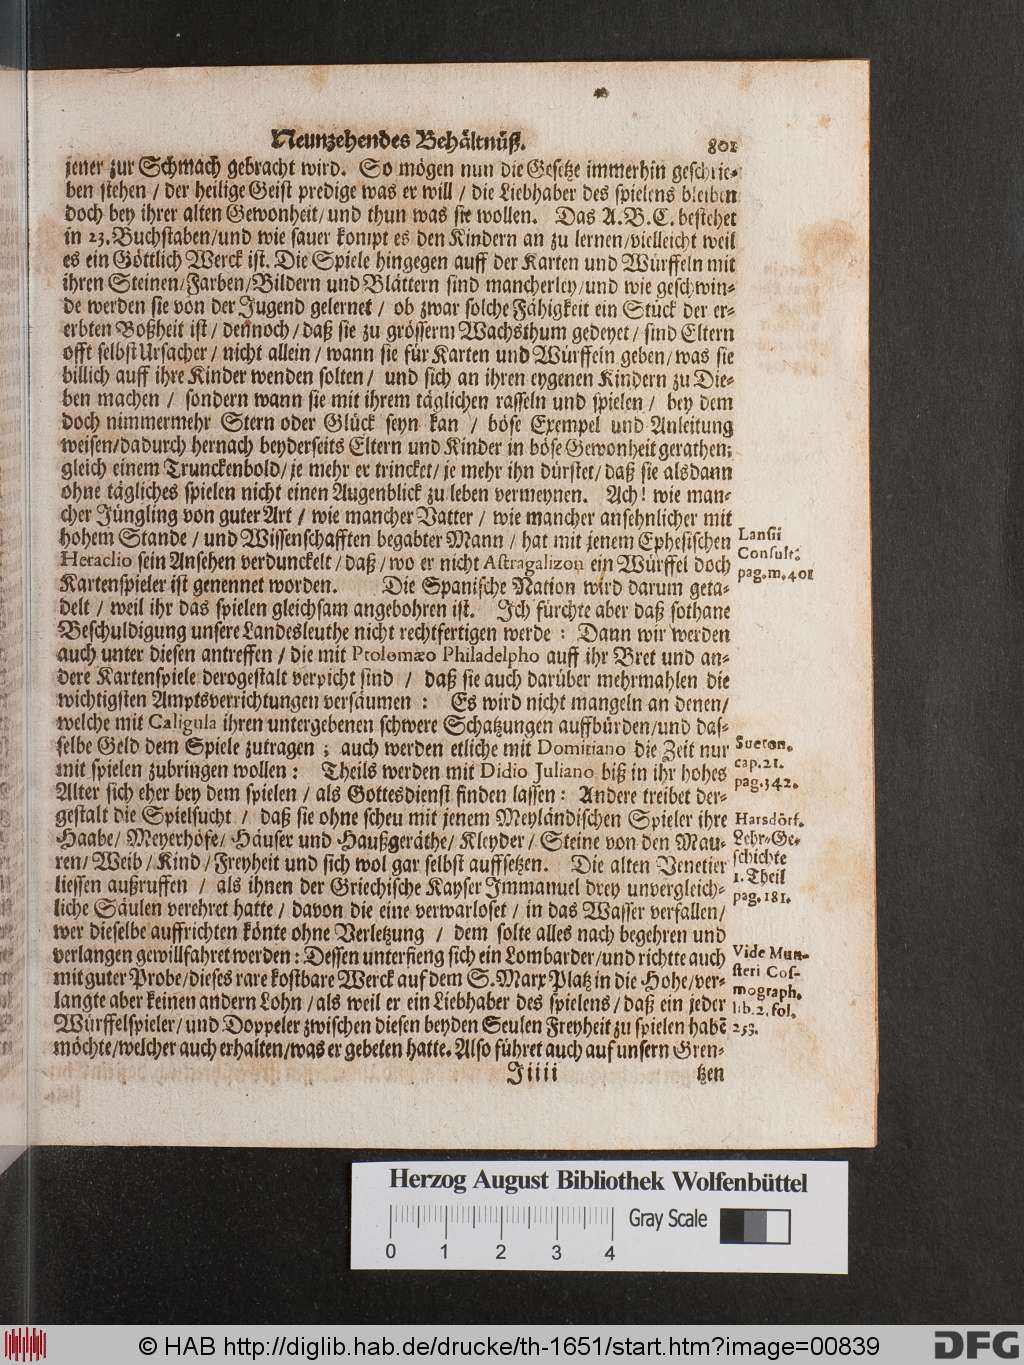 Neunzehendes Behältnüß. 801
jener zur Schmach gebracht wird. So mögen nun die Gesetze immerhin geschrie-
ben stehen / der heilige Geist predige was er will / die Liebhaber des spielens bleiben
doch bey ihrer alten Gewonheit / und thun was sie wollen. Das A. B. C. bestehet
in 23. Buchstaben / und wie sauer kompt es den Kindern an zu lernen / vielleicht weil
es ein Göttlich Werck ist. Die Spiele hingegen auff der Karten und Würffeln mit
ihren Steinen / Farben / Bildern und Blättern sind mancherley / und wie geschwin-
de werden sie von der Jugend gelernet / ob zwar solche Fähigkeit ein Stück der er-
erbten Boßheit ist / dennoch / daß sie zu grösserm Wachsthum gedeyet / sind Eltern
offt selbst Ursacher / nicht allein / wann sie für Karten und Würffeln geben / was sie
billich auff ihre Kinder wenden solten / und sich an ihren eygenen Kindern zu Die-
ben machen / sondern wann sie mit ihrem täglichen rasseln und spielen / bey dem
doch nimmermehr Stern oder Glück seyn kan / böse Exempel und Anleitung
weisen / dadurch hernach beyderseits Eltern und Kinder in böse Gewonheit gerathen;
gleich einem Trunckenbold / je mehr er trincket / je mehr ihn dürstet / daß sie alsdann
ohne tägliches spielen nicht einen Augenblick zu leben vermeynen. Ach! wie man-
cher Jüngling von guter Art / wie mancher Vatter / wie mancher ansehnlicher mit
hohem Stande / und Wissenschafften begabter Mann / hat mit jenem Ephesischen
Heraclio sein Ansehen verdunckelt / daß / wo er nicht Astragalizon ein Würffel doch
Kartenspieler ist genennet worden. Die Spanische Nation wird darum geta-
delt / weil ihr das spielen gleichsam angebohren ist. Ich fürchte aber daß sothane
Beschuldigung unsere Landesleuthe nicht rechtfertigen werde : Dann wir werden
auch unter diesen antreffen / die mit Ptolomæo Philadelpho auff ihr Bret und an-
dere Kartenspiele derogestalt verpicht sind / daß sie auch darüber mehrmahlen die
wichtigsten Amptsverrichtungen versäumen : Es wird nicht mangeln an denen /
welche mit Caligula ihren untergebenen schwere Schatzungen auffbürden / und das-
selbe Geld dem Spiele zutragen ; auch werden etliche mit Domitiano die Zeit nur
mit spielen zubringen wollen : Theils werden mit Didio Juliano biß in ihr hohes
Alter sich eher bey dem spielen / als Gottesdienst finden lassen : Andere treibet der-
gestalt die Spielsucht / daß sie ohne scheu mit jenem Meyländischen Spieler ihre
Haabe / Meyerhöfe / Häuser und Haußgeräthe / Kleyder / Steine von den Mau-
ren / Weib / Kind / Freyheit und sich wol gar selbst auffsetzen. Die alten Venetier
liessen außruffen / als ihnen der Griechische Kayser Immanuel drey unvergleich-
liche Säulen verehret hatte / davon die eine verwarloset / in das Wasser verfallen /
wer dieselbe auffrichten könte ohne Verletzung / dem solte alles nach begehren und
verlangen gewillfahret werden : Dessen unterfieng sich ein Lombarder / und richtte auch
mit guter Probe / dieses rare kostbare Werck auf dem S. Marx Platz in die Höhe / ver-
langte aber keinen andern Lohn / als weil er ein Liebhaber des spielens / daß ein jeder
Würffelspieler / und Doppeler zwischen diesen beyden Seulen Freyheit zu spielen habẽ
möchte / welcher auch erhalten / was er gebeten hatte. Also führet auch auf unsern Gren-
Jiiii tzen
Lansii
Consult.
pag. m. 401
Sueton.
cap. 21.
pag. 342.
Harsdörf.
Lehr-Ge-
schichte
1. Theil
pag. 181.
Vide Mun-
steri Cos-
mograph.
lib. 2. fol.
253.
Herzog August Bibliothek Wolfenbüttel
0 1 2 3 4
Gray Scale
© HAB http://diglib.hab.de/drucke/th-1651/start.htm?image=00839
DFG